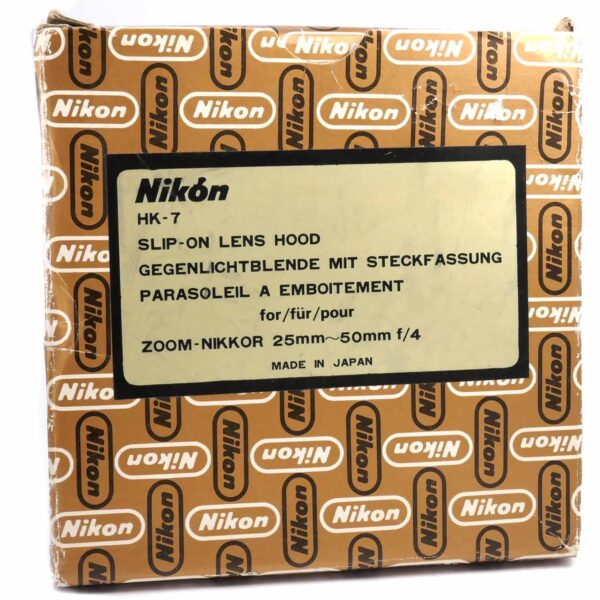 Nikon
HK-7
SLIP-ON LENS HOOD
GEGENLICHTBLENDE MIT STECKFASSUNG
PARASOLEIL A EMBOITEMENT
for/für/pour
ZOOM-NIKKOR 25mm~50mm f/4
MADE IN JAPAN